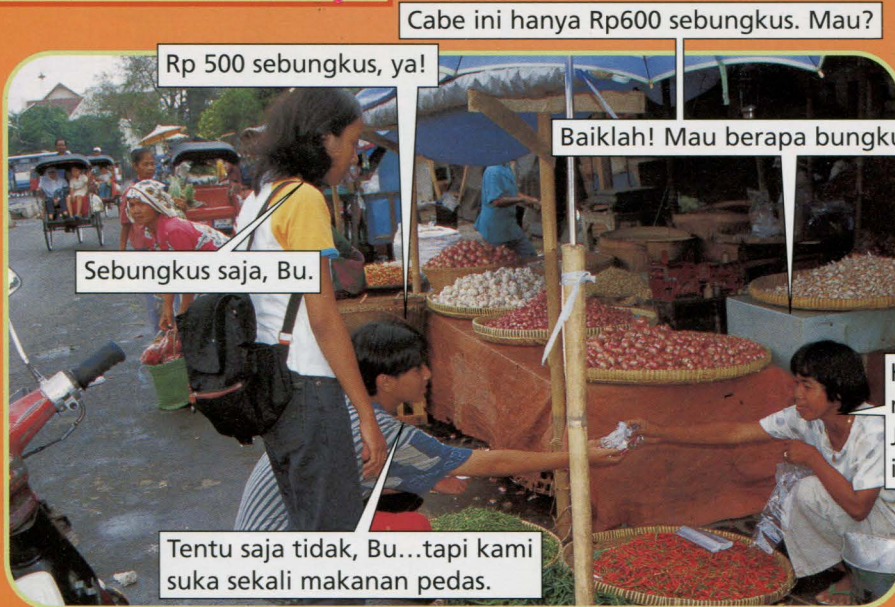 Cabe ini hanya Rp600 sebungkus. Mau?
Rp 500 sebungkus, ya!
Baiklah! Mau berapa
Sebungkus saja, Bu.
Tentu saja tidak, Bu...tapi kami
suka sekali makanan pedas.